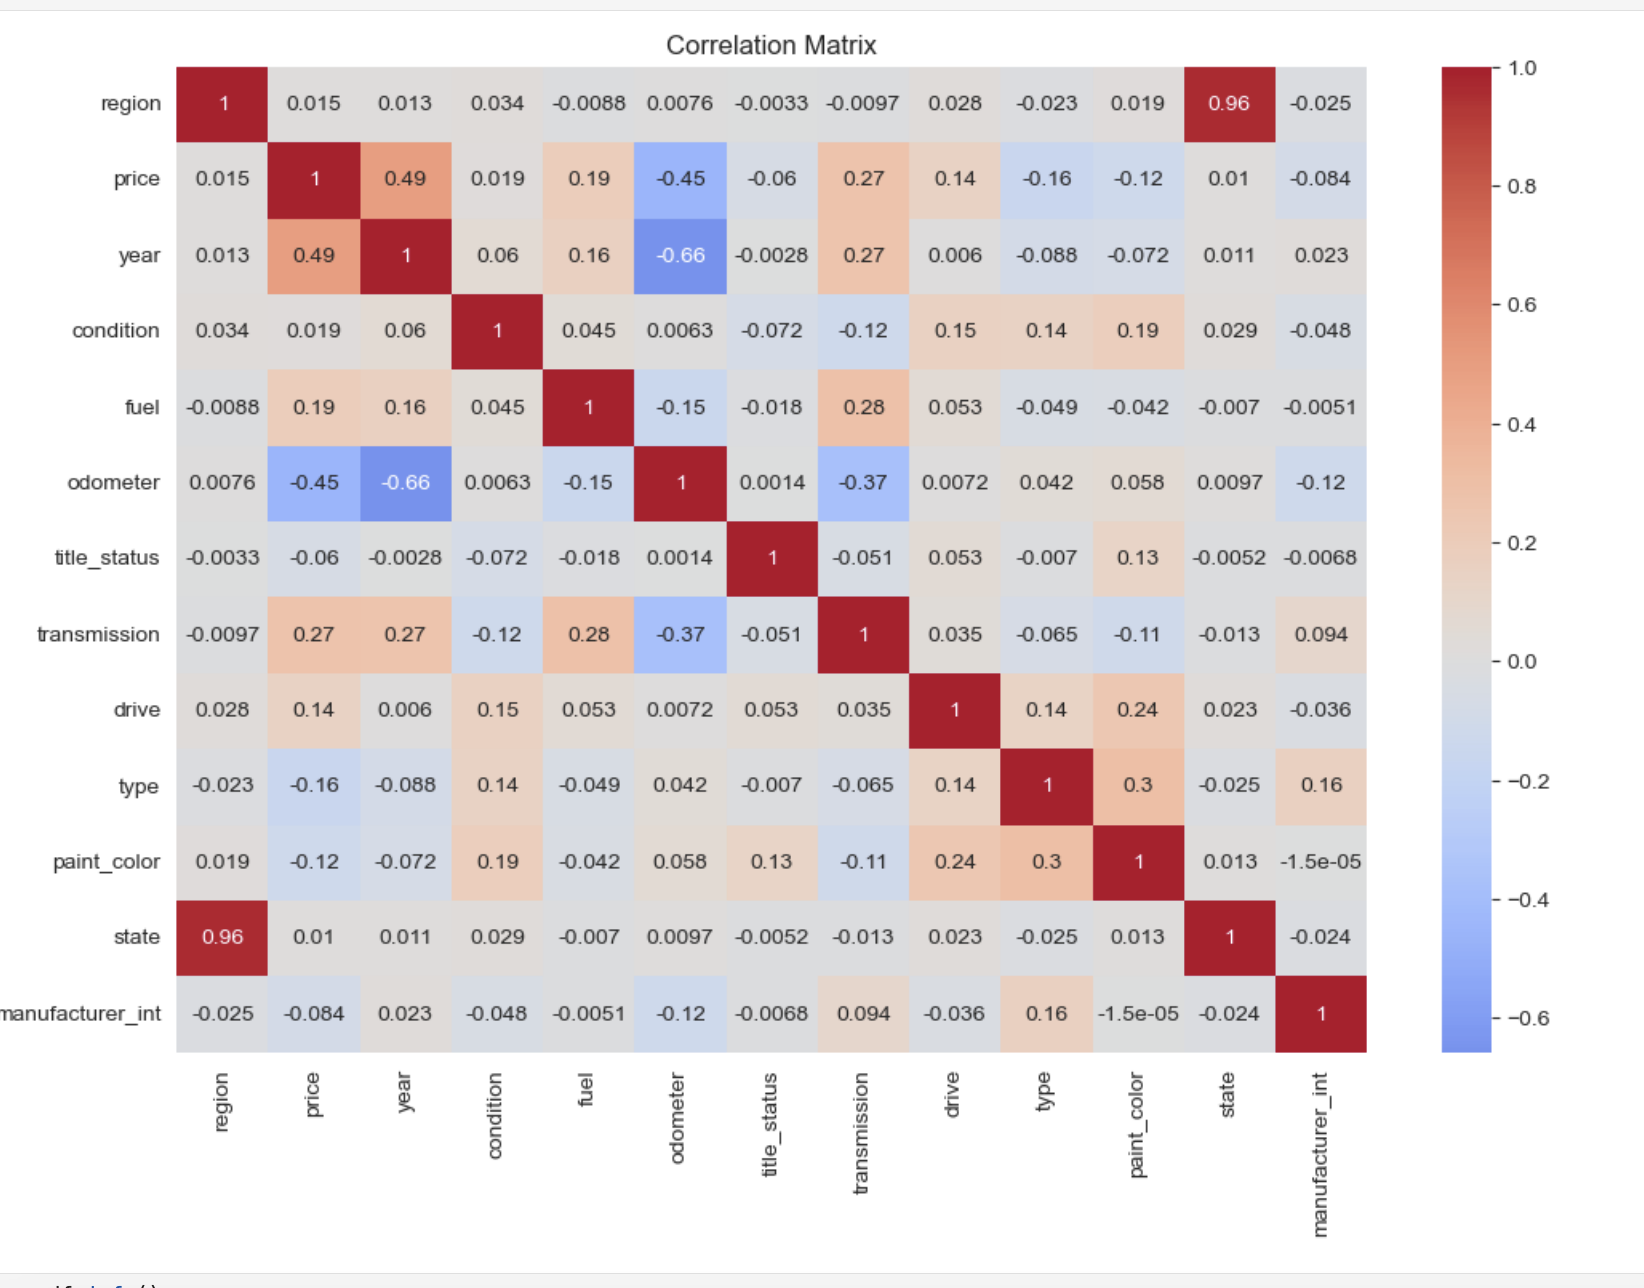 Correlation Matrix
region 1 0.015 0.013 0.034 -0.0088 0.0076 -0.0033 -0.0097 0.028 -0.023 0.019 0.96 -0.025
price 0.015 1 0.49 0.019 0.19 -0.45 -0.06 0.27 0.14 -0.16 -0.12 0.01 -0.084
year 0.013 0.49 1 0.06 0.16 -0.66 -0.0028 0.27 0.006 -0.088 -0.072 0.011 0.023
condition 0.034 0.019 0.06 1 0.045 0.0063 -0.072 -0.12 0.15 0.14 0.19 0.029 -0.048
fuel -0.0088 0.19 0.16 0.045 1 -0.15 -0.018 0.28 0.053 -0.049 -0.042 -0.007 -0.0051
odometer 0.0076 -0.45 -0.66 0.0063 -0.15 1 0.0014 -0.37 0.0072 0.042 0.058 0.0097 -0.12
title_status -0.0033 -0.06 -0.0028 -0.072 -0.018 0.0014 1 -0.051 0.053 -0.007 0.13 -0.0052 -0.0068
transmission -0.0097 0.27 0.27 -0.12 0.28 -0.37 -0.051 1 0.035 -0.065 -0.11 -0.013 0.094
drive 0.028 0.14 0.006 0.15 0.053 0.0072 0.053 0.035 1 0.14 0.24 0.023 -0.036
type -0.023 -0.16 -0.088 0.14 -0.049 0.042 -0.007 -0.065 0.14 1 0.3 -0.025 0.16
paint_color 0.019 -0.12 -0.072 0.19 -0.042 0.058 0.13 -0.11 0.24 0.3 1 0.013 -1.5e-05
state 0.96 0.01 0.011 0.029 -0.007 0.0097 -0.0052 -0.013 0.023 -0.025 0.013 1 -0.024
manufacturer_int -0.025 -0.084 0.023 -0.048 -0.0051 -0.12 -0.0068 0.094 -0.036 0.16 -1.5e-05 -0.024 1
region price year condition fuel odometer title_status transmission drive type paint_color state manufacturer_int
1.0
0.8
0.6
0.4
0.2
0.0
−0.2
−0.4
−0.6